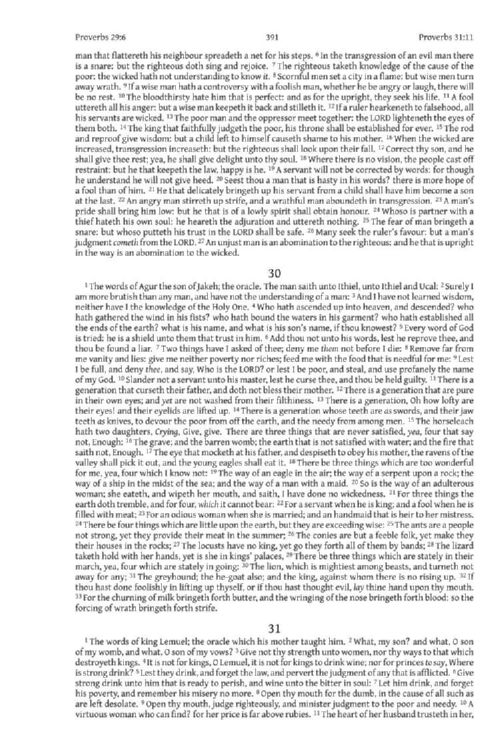 Proverbs 29:6 391 Proverbs 31:11
man that flattereth his neighbour spreadeth a net for his steps. 6 In the transgression of an evil man there
is a snare: but the righteous doth sing and rejoice. 7 The righteous taketh knowledge of the cause of the
poor: the wicked hath not understanding to know it. 8 Scornful men set a city in a flame: but wise men turn
away wrath. 9 If a wise man hath a controversy with a foolish man, whether he be angry or laugh, there will
be no rest. 10 The bloodthirsty hate him that is perfect: and as for the upright, they seek his life. 11 A fool
uttereth all his anger: but a wise man keepeth it back and stilleth it. 12 If a ruler hearkeneth to falsehood, all
his servants are wicked. 13 The poor man and the oppressor meet together: the LORD lighteneth the eyes of
them both. 14 The king that faithfully judgeth the poor, his throne shall be established for ever. 15 The rod
and reproof give wisdom: but a child left to himself causeth shame to his mother. 16 When the wicked are
increased, transgression increaseth: but the righteous shall look upon their fall. 17 Correct thy son, and he
shall give thee rest; yea, he shall give delight unto thy soul. 18 Where there is no vision, the people cast off
restraint: but he that keepeth the law, happy is he. 19 A servant will not be corrected by words: for though
he understand he will not give heed. 20 Seest thou a man that is hasty in his words? there is more hope of
a fool than of him. 21 He that delicately bringeth up his servant from a child shall have him become a son
at the last. 22 An angry man stirreth up strife, and a wrathful man aboundeth in transgression. 23 A man's
pride shall bring him low: but he that is of a lowly spirit shall obtain honour. 24 Whoso is partner with a
thief hateth his own soul: he heareth the adjuration and uttereth nothing. 25 The fear of man bringeth a
snare: but whoso putteth his trust in the LORD shall be safe. 26 Many seek the ruler's favour: but a man's
judgment cometh from the LORD. 27 An unjust man is an abomination to the righteous: and he that is upright
in the way is an abomination to the wicked.
30
1 The words of Agur the son of Jakeh; the oracle. The man saith unto Ithiel, unto Ithiel and Ucal: 2 Surely I
am more brutish than any man, and have not the understanding of a man: 3 And I have not learned wisdom,
neither have I the knowledge of the Holy One. 4 Who hath ascended up into heaven, and descended? who
hath gathered the wind in his fists? who hath bound the waters in his garment? who hath established all
the ends of the earth? what is his name, and what is his son's name, if thou knowest? 5 Every word of God
is tried: he is a shield unto them that trust in him. 6 Add thou not unto his words, lest he reprove thee, and
thou be found a liar. 7 Two things have I asked of thee; deny me them not before I die: 8 Remove far from
me vanity and lies: give me neither poverty nor riches; feed me with the food that is needful for me: 9 Lest
I be full, and deny thee, and say, Who is the LORD? or lest I be poor, and steal, and use profanely the name
of my God. 10 Slander not a servant unto his master, lest he curse thee, and thou be held guilty. 11 There is a
generation that curseth their father, and doth not bless their mother. 12 There is a generation that are pure
in their own eyes; and yet are not washed from their filthiness. 13 There is a generation, Oh how lofty are
their eyes! and their eyelids are lifted up. 14 There is a generation whose teeth are as swords, and their jaw
teeth as knives, to devour the poor from off the earth, and the needy from among men. 15 The horseleach
hath two daughters, Crying, Give, give. There are three things that are never satisfied, yea, four that say
not, Enough: 16 The grave; and the barren womb; the earth that is not satisfied with water; and the fire that
saith not, Enough. 17 The eye that mocketh at his father, and despiseth to obey his mother, the ravens of the
valley shall pick it out, and the young eagles shall eat it. 18 There be three things which are too wonderful
for me, yea, four which I know not: 19 The way of an eagle in the air; the way of a serpent upon a rock; the
way of a ship in the midst of the sea; and the way of a man with a maid. 20 So is the way of an adulterous
woman; she eateth, and wipeth her mouth, and saith, I have done no wickedness. 21 For three things the
earth doth tremble, and for four, which it cannot bear: 22 For a servant when he is king; and a fool when he is
filled with meat; 23 For an odious woman when she is married; and an handmaid that is heir to her mistress.
24 There be four things which are little upon the earth, but they are exceeding wise: 25 The ants are a people
not strong, yet they provide their meat in the summer; 26 The conies are but a feeble folk, yet make they
their houses in the rocks; 27 The locusts have no king, yet go they forth all of them by bands; 28 The lizard
taketh hold with her hands, yet is she in kings' palaces. 29 There be three things which are stately in their
march, yea, four which are stately in going: 30 The lion, which is mightiest among beasts, and turneth not
away for any; 31 The greyhound; the he-goat also; and the king, against whom there is no rising up. 32 If
thou hast done foolishly in lifting up thyself, or if thou hast thought evil, lay thine hand upon thy mouth.
33 For the churning of milk bringeth forth butter, and the wringing of the nose bringeth forth blood: so the
forcing of wrath bringeth forth strife.
31
1 The words of king Lemuel; the oracle which his mother taught him. 2 What, my son? and what, O son
of my womb, and what, O son of my vows? 3 Give not thy strength unto women, nor thy ways to that which
destroyeth kings. 4 It is not for kings, O Lemuel, it is not for kings to drink wine; nor for princes to say, Where
is strong drink? 5 Lest they drink, and forget the law, and pervert the judgment of any that is afflicted. 6 Give
strong drink unto him that is ready to perish, and wine unto the bitter in soul: 7 Let him drink, and forget
his poverty, and remember his misery no more. 8 Open thy mouth for the dumb, in the cause of all such as
are left desolate. 9 Open thy mouth, judge righteously, and minister judgment to the poor and needy. 10 A
virtuous woman who can find? for her price is far above rubies. 11 The heart of her husband trusteth in her,